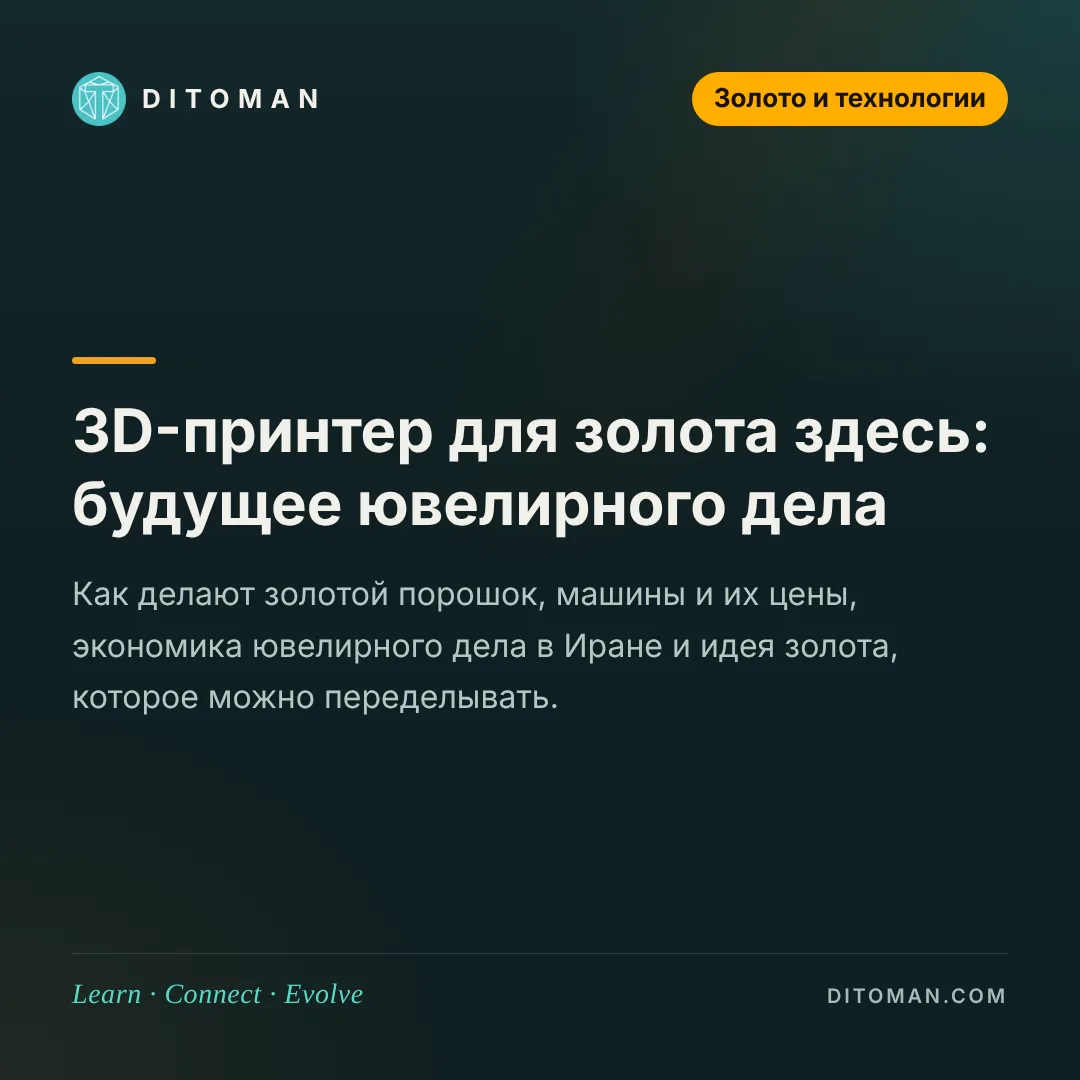 DITOMAN
Золото и технологии
3D-принтер для золота здесь:
будущее ювелирного дела
Как делают золотой порошок, машины и их цены,
экономика ювелирного дела в Иране и идея золота,
которое можно переделывать.
Learn · Connect · Evolve
DITOMAN.COM